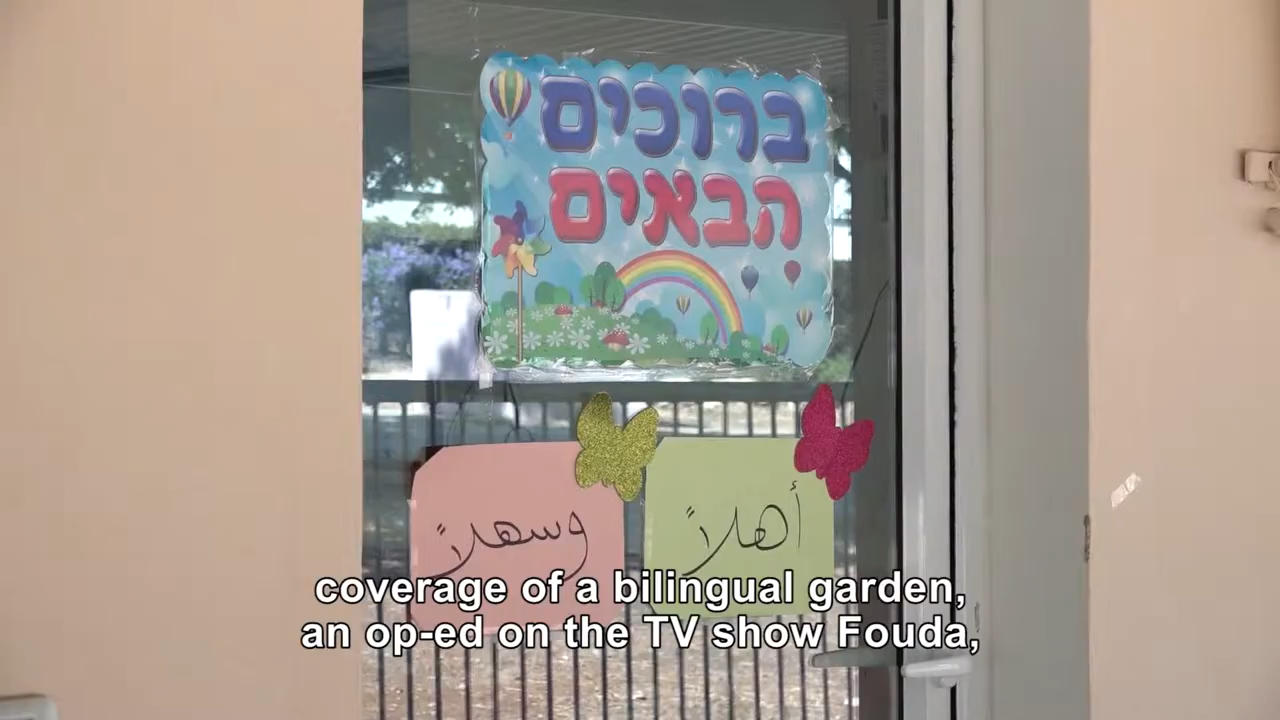 ברוכים
הבאים
أهلاً وسهلاً
coverage of a bilingual garden,
an op-ed on the TV show Fouda,